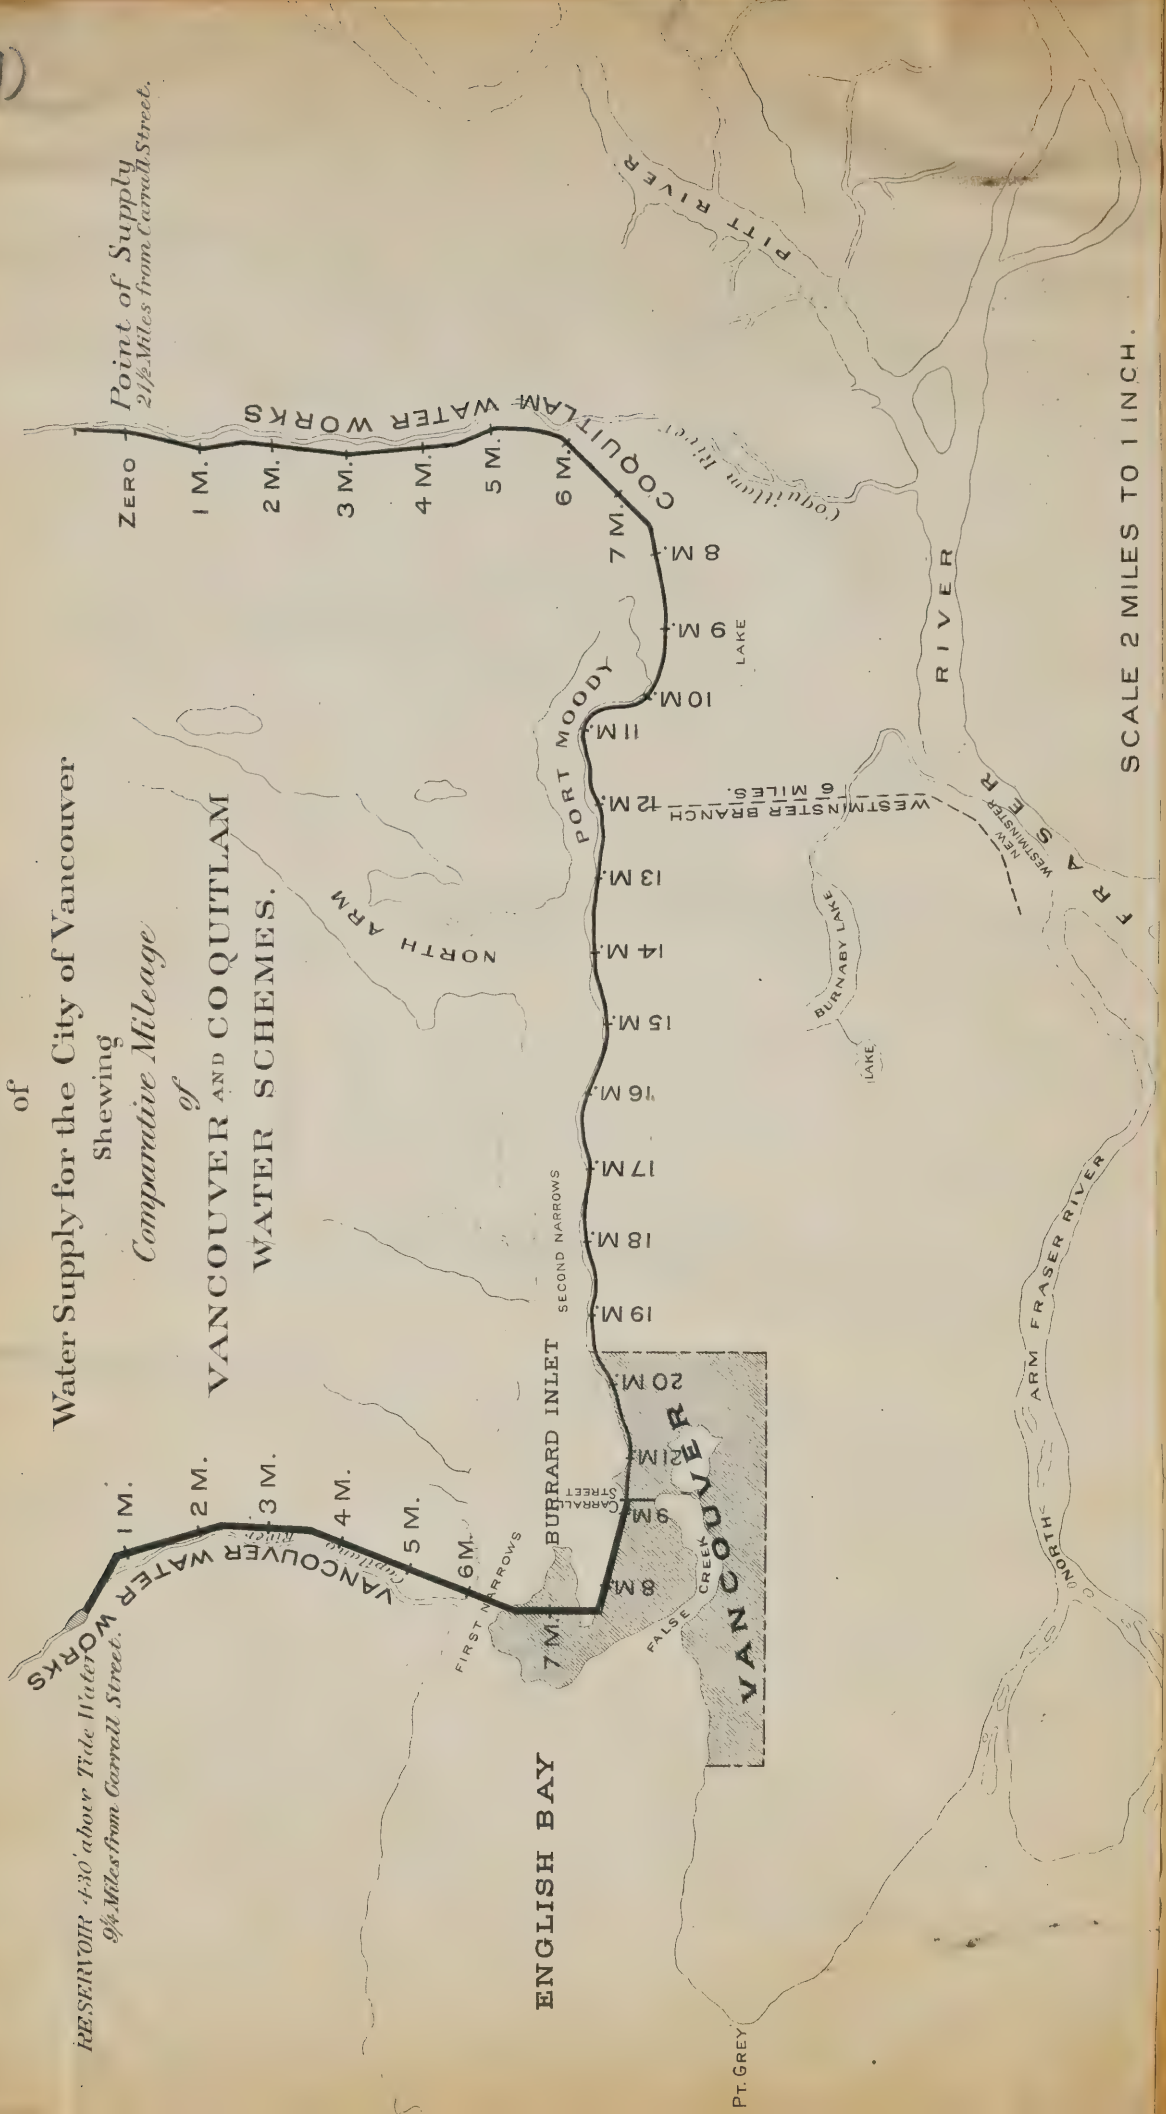 of
Water Supply for the City of Vancouver
Shewing
Comparative Mileage
of
VANCOUVER AND COQUITLAM
WATER SCHEMES.
RESERVOIR 430' above Tide Water
9¼ Miles from Carrall Street.
VANCOUVER WATER WORKS
Capilano River
1 M.
2 M.
3 M.
4 M.
5 M.
6 M.
7 M.
8 M.
9 M.
FIRST NARROWS
BURRARD INLET
SECOND NARROWS
ENGLISH BAY
PT. GREY
FALSE CREEK
CARRALL STREET
VANCOUVER
NORTH ARM
PORT MOODY
Point of Supply
21½ Miles from Carrall Street.
COQUITLAM WATER WORKS
Coquitlam River
ZERO
1 M.
2 M.
3 M.
4 M.
5 M.
6 M.
7 M.
8 M.
9 M.
10 M.
11 M.
12 M.
13 M.
14 M.
15 M.
16 M.
17 M.
18 M.
19 M.
20 M.
21 M.
LAKE
WESTMINSTER BRANCH
6 MILES.
BURNABY LAKE
LAKE
PITT RIVER
NEW WESTMINSTER
FRASER RIVER
NORTH ARM FRASER RIVER
SCALE 2 MILES TO 1 INCH.